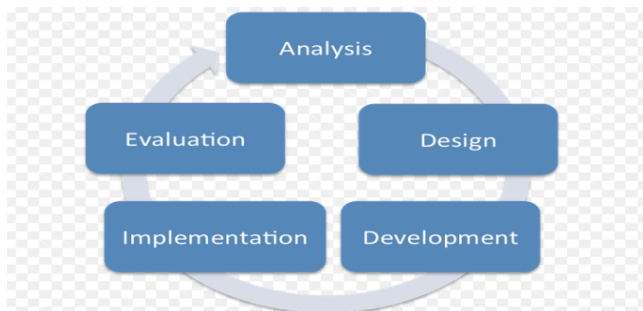 Analysis
Design
Development
Implementation
Evaluation